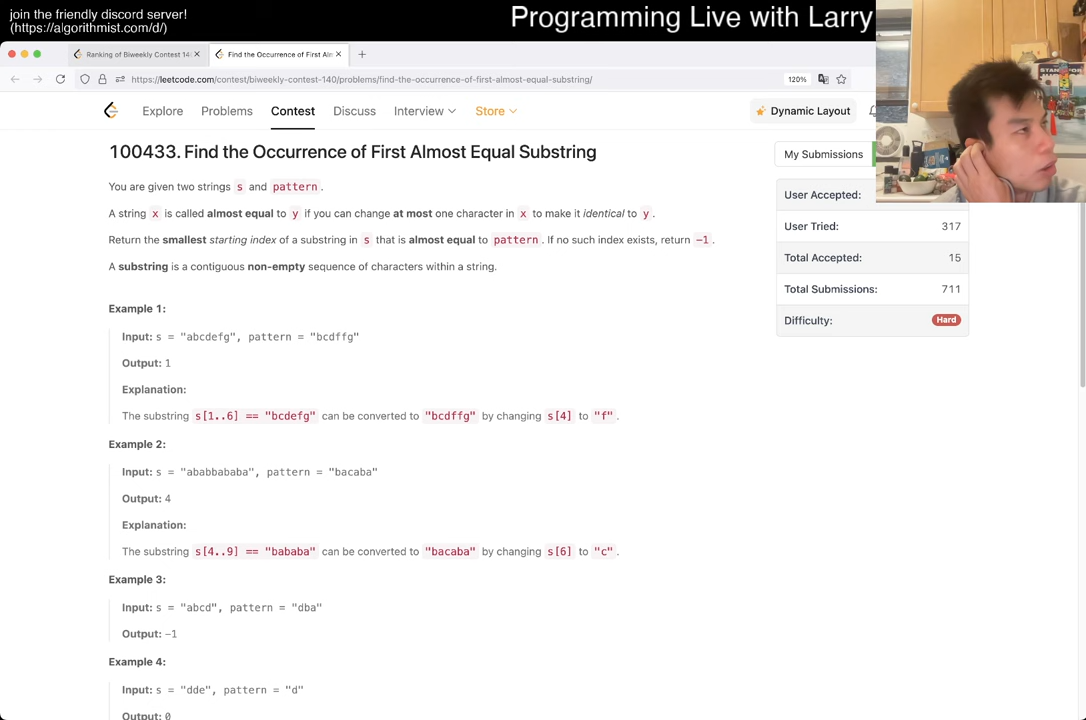 join the friendly discord server!
(https://algorithmist.com/d/)
Programming Live with Larry
Ranking of Biweekly Contest 14
Find the Occurrence of First Alm
https://leetcode.com/contest/biweekly-contest-140/problems/find-the-occurrence-of-first-almost-equal-substring/
120%
Explore Problems Contest Discuss Interview Store
Dynamic Layout
100433. Find the Occurrence of First Almost Equal Substring
My Submissions
You are given two strings s and pattern.
A string x is called almost equal to y if you can change at most one character in x to make it identical to y.
Return the smallest starting index of a substring in s that is almost equal to pattern. If no such index exists, return -1.
A substring is a contiguous non-empty sequence of characters within a string.
User Accepted:
User Tried: 317
Total Accepted: 15
Total Submissions: 711
Difficulty: Hard
Example 1:
Input: s = "abcdefg", pattern = "bcdffg"
Output: 1
Explanation:
The substring s[1..6] == "bcdefg" can be converted to "bcdffg" by changing s[4] to "f".
Example 2:
Input: s = "ababbababa", pattern = "bacaba"
Output: 4
Explanation:
The substring s[4..9] == "bababa" can be converted to "bacaba" by changing s[6] to "c".
Example 3:
Input: s = "abcd", pattern = "dba"
Output: -1
Example 4:
Input: s = "dde", pattern = "d"
Output: 0